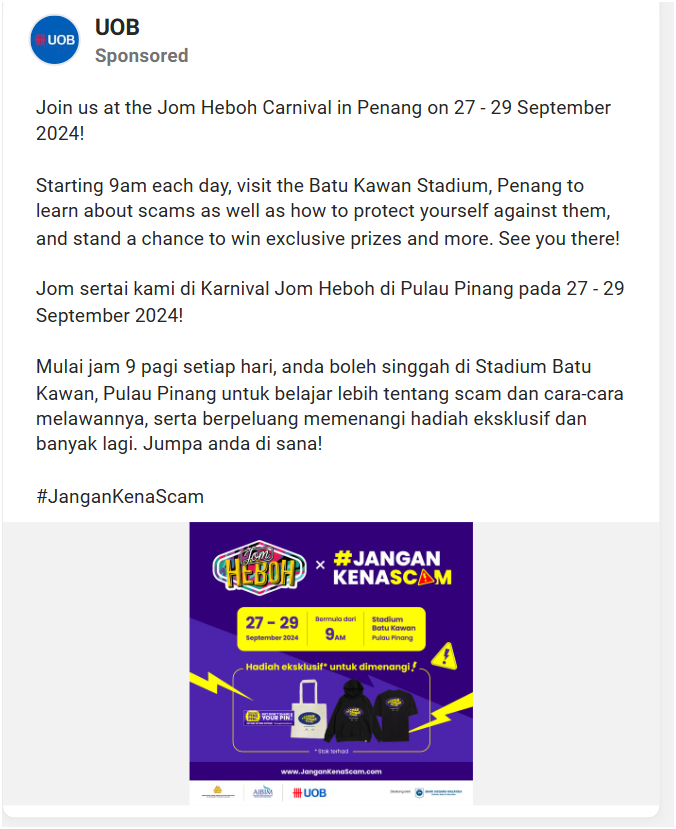 UOB
UOB
Sponsored
Join us at the Jom Heboh Carnival in Penang on 27 - 29 September
2024!
Starting 9am each day, visit the Batu Kawan Stadium, Penang to
learn about scams as well as how to protect yourself against them,
and stand a chance to win exclusive prizes and more. See you there!
Jom sertai kami di Karnival Jom Heboh di Pulau Pinang pada 27 - 29
September 2024!
Mulai jam 9 pagi setiap hari, anda boleh singgah di Stadium Batu
Kawan, Pulau Pinang untuk belajar lebih tentang scam dan cara-cara
melawannya, serta berpeluang memenangi hadiah eksklusif dan
banyak lagi. Jumpa anda di sana!
#JanganKenaScam
Jom
HEBOH
×
#JANGAN
KENASCAM
27 - 29
September 2024
Bermula dari
9AM
Stadium
Batu Kawan
Pulau Pinang
Hadiah eksklusif* untuk dimenangi!
YOUR PIN!
* Stok terhad
www.JanganKenaScam.com
AIBIM
UOB
BANK NEGARA MALAYSIA